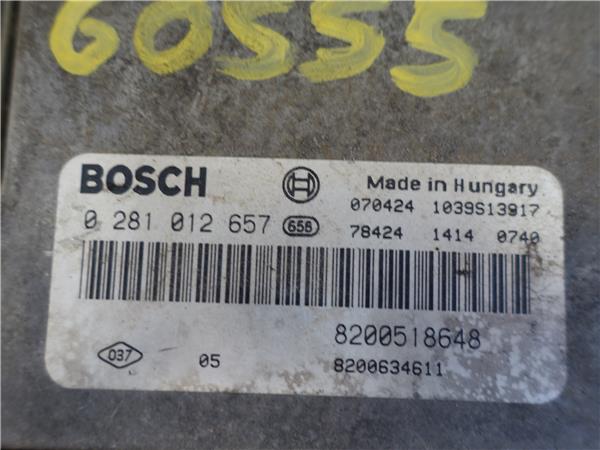 60555
BOSCH
Made in Hungary
070424 1039S13917
0 281 012 657 656
78424 1414 0740
8200518648
037 05
8200634611